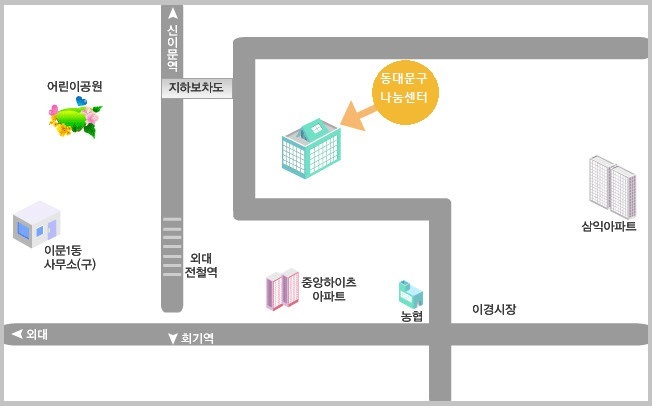 신이문역
어린이공원
지하보차도
동대문구
나눔센터
삼익아파트
이문1동
사무소(구)
외대
전철역
중앙하이츠
아파트
농협
이경시장
외대
회기역